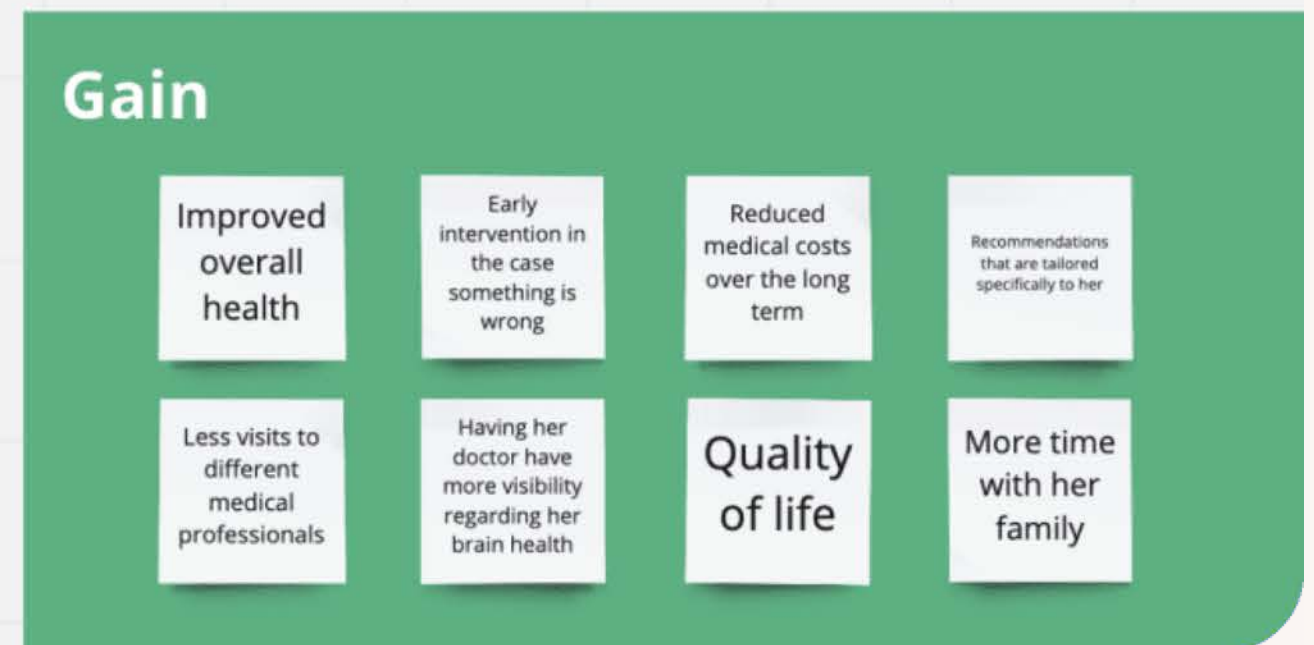 Gain
Improved
overall
health
Early
intervention in
the case
something is
wrong
Reduced
medical costs
over the long
term
Recommendations
that are tailored
specifically to her
Less visits to
different
medical
professionals
Having her
doctor have
more visibility
regarding her
brain health
Quality
of life
More time
with her
family